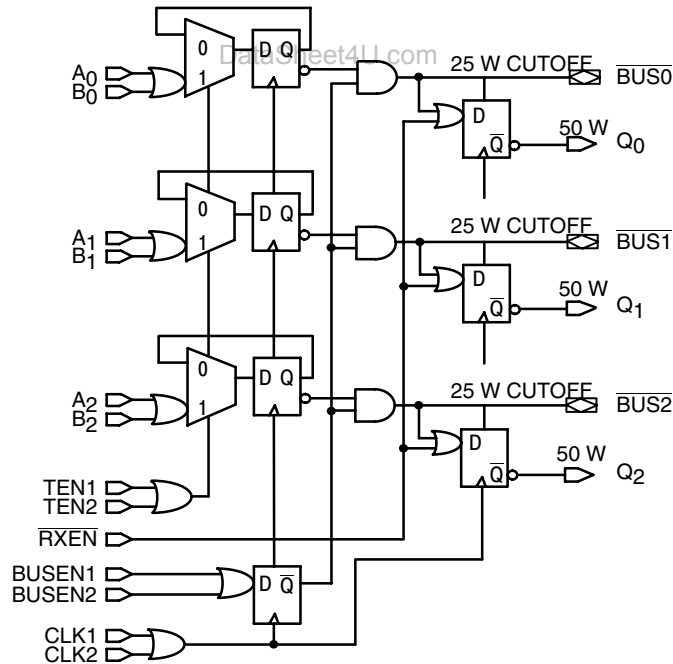 DataSheet4U.com
0
1
D Q
A0
B0
25 W CUTOFF
BUS0
D
Q
50 W
Q0
0
1
D Q
A1
B1
25 W CUTOFF
BUS1
D
Q
50 W
Q1
0
1
D Q
A2
B2
25 W CUTOFF
BUS2
D
Q
50 W
Q2
TEN1
TEN2
RXEN
BUSEN1
BUSEN2
D Q
CLK1
CLK2